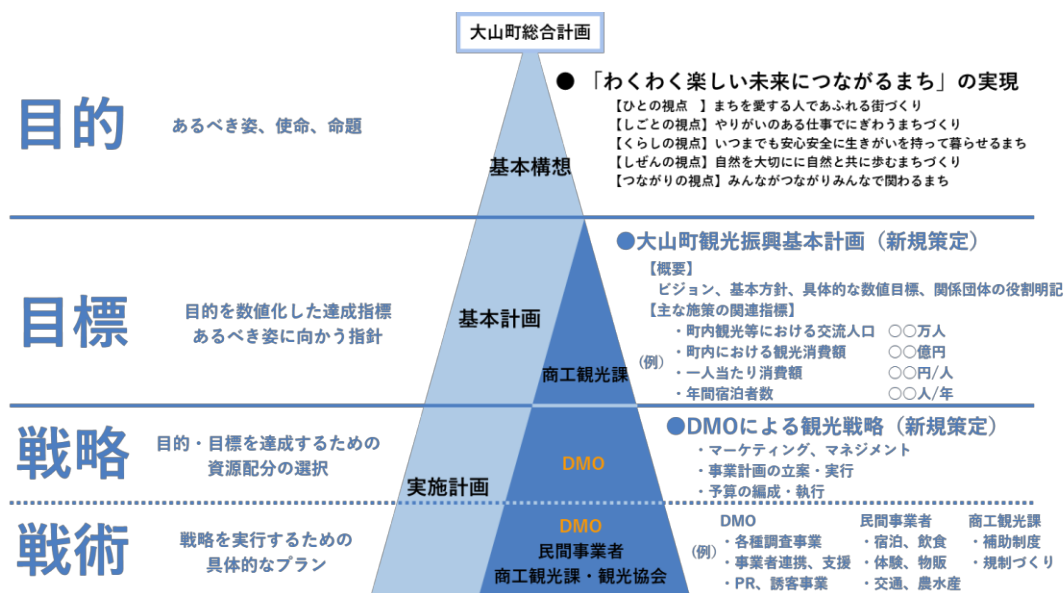 大山町総合計画
目的
あるべき姿、使命、命題
基本構想
● 「わくわく楽しい未来につながるまち」の実現
【ひとの視点　】まちを愛する人であふれる街づくり
【しごとの視点】やりがいのある仕事でにぎわうまちづくり
【くらしの視点】いつまでも安心安全に生きがいを持って暮らせるまち
【しぜんの視点】自然を大切にに自然と共に歩むまちづくり
【つながりの視点】みんながつながりみんなで関わるまち
目標
目的を数値化した達成指標
あるべき姿に向かう指針
基本計画
商工観光課
●大山町観光振興基本計画（新規策定）
【概要】
ビジョン、基本方針、具体的な数値目標、関係団体の役割明記
【主な施策の関連指標】
（例）
・町内観光等における交流人口　○○万人
・町内における観光消費額　○○億円
・一人当たり消費額　○○円/人
・年間宿泊者数　○○人/年
戦略
目的・目標を達成するための
資源配分の選択
実施計画
DMO
●DMOによる観光戦略（新規策定）
・マーケティング、マネジメント
・事業計画の立案・実行
・予算の編成・執行
戦術
戦略を実行するための
具体的なプラン
DMO
民間事業者
商工観光課・観光協会
（例）
DMO
・各種調査事業
・事業者連携、支援
・PR、誘客事業
民間事業者
・宿泊、飲食
・体験、物販
・交通、農水産
商工観光課
・補助制度
・規制づくり